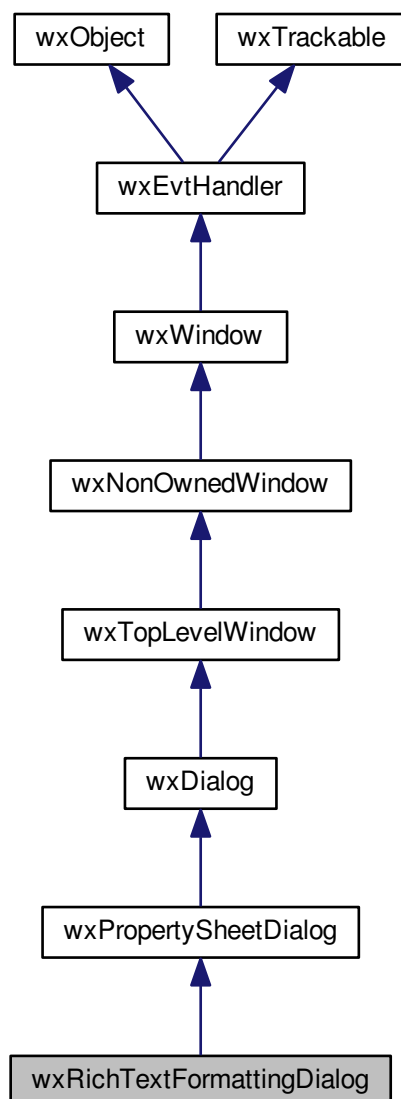 wxObject
wxTrackable
wxEvtHandler
wxWindow
wxNonOwnedWindow
wxTopLevelWindow
wxDialog
wxPropertySheetDialog
wxRichTextFormattingDialog